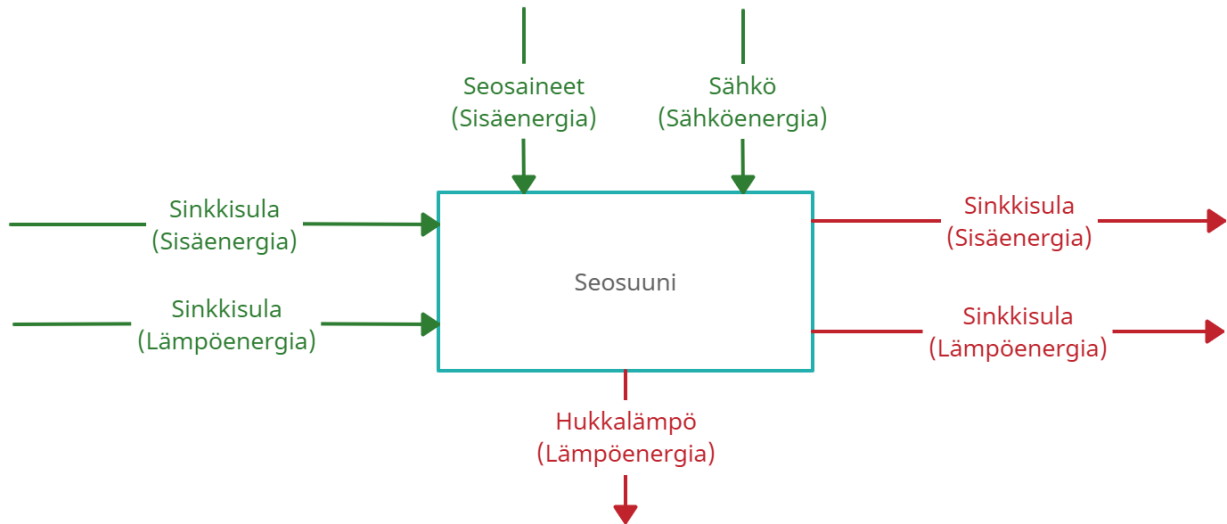 Seosaineet
(Sisäenergia)
Sähkö
(Sähköenergia)
Sinkkisula
(Sisäenergia)
Sinkkisula
(Lämpöenergia)
Seosuuni
Sinkkisula
(Sisäenergia)
Sinkkisula
(Lämpöenergia)
Hukkalämpö
(Lämpöenergia)